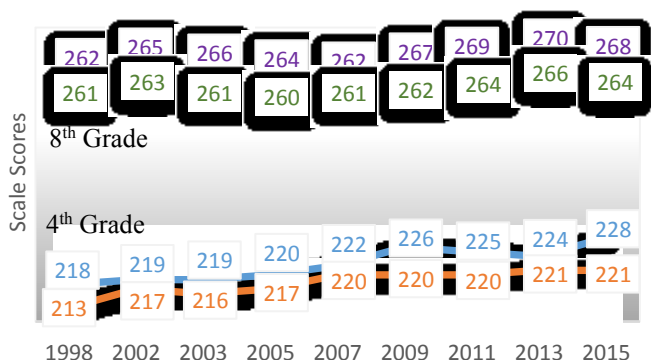 262 265 266 264 262 267 269 270 268
261 263 261 260 261 262 264 266 264
8th Grade
Scale Scores
4th Grade
218 219 219 220 222 226 225 224 228
213 217 216 217 220 220 220 221 221
1998 2002 2003 2005 2007 2009 2011 2013 2015